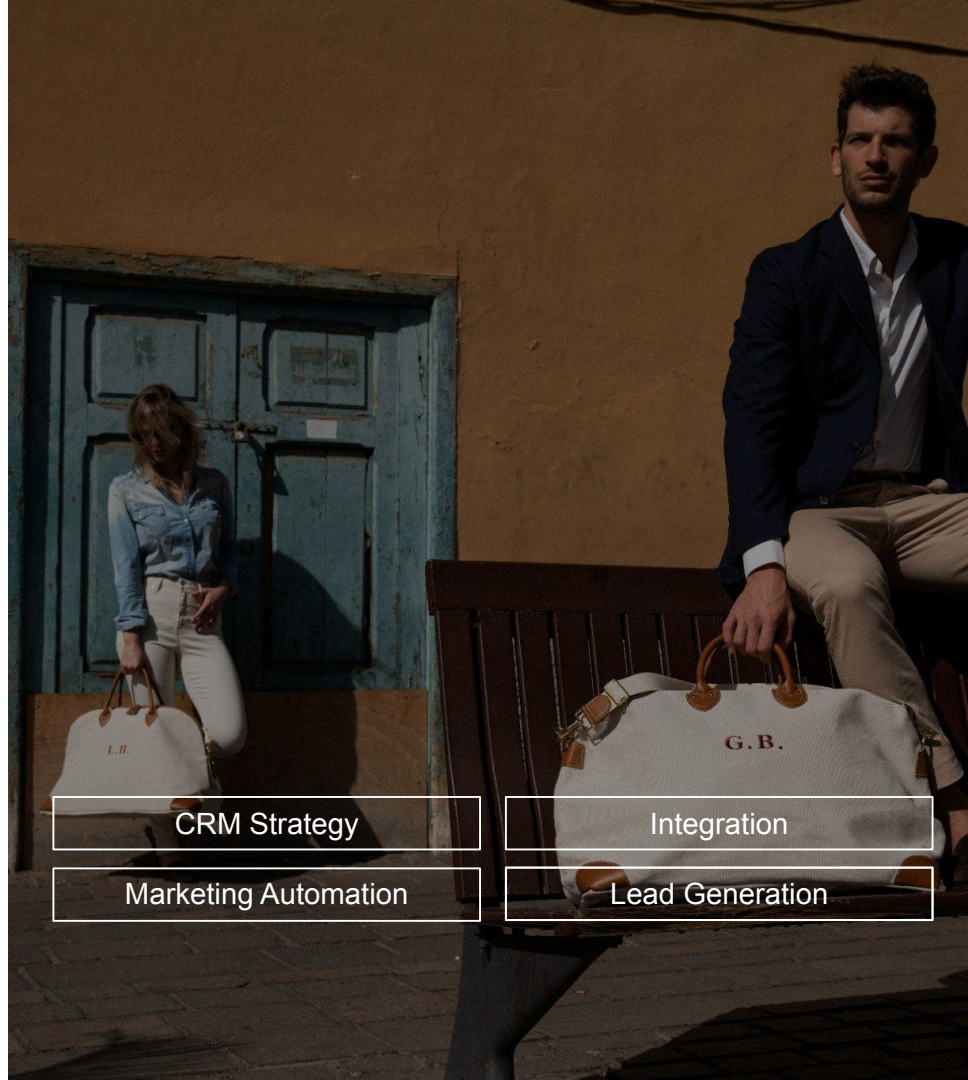 L.B.
G.B.
CRM Strategy
Integration
Marketing Automation
Lead Generation